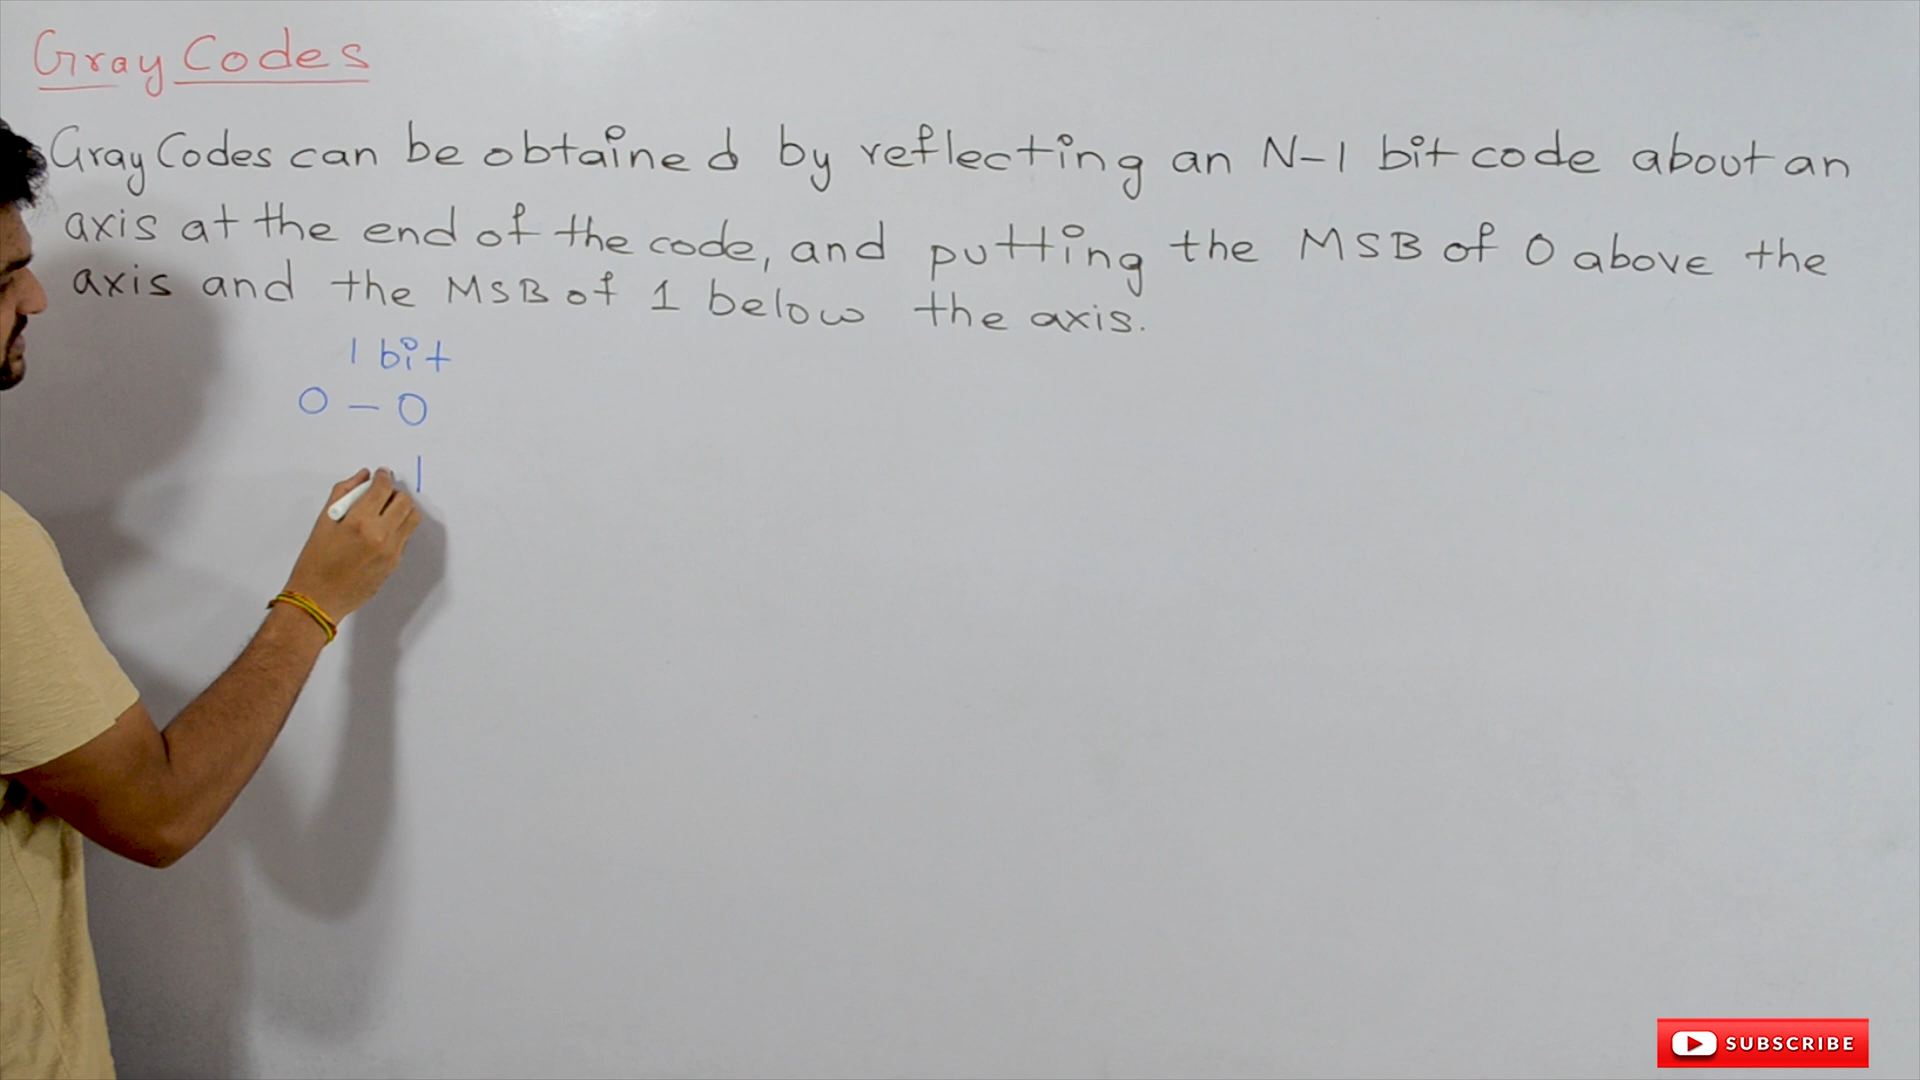 Gray Codes
Gray Codes can be obtained by reflecting an N-1 bit code about an
axis at the end of the code, and putting the MSB of 0 above the
axis and the MSB of 1 below the axis.
1 bit
0 - 0
1
SUBSCRIBE